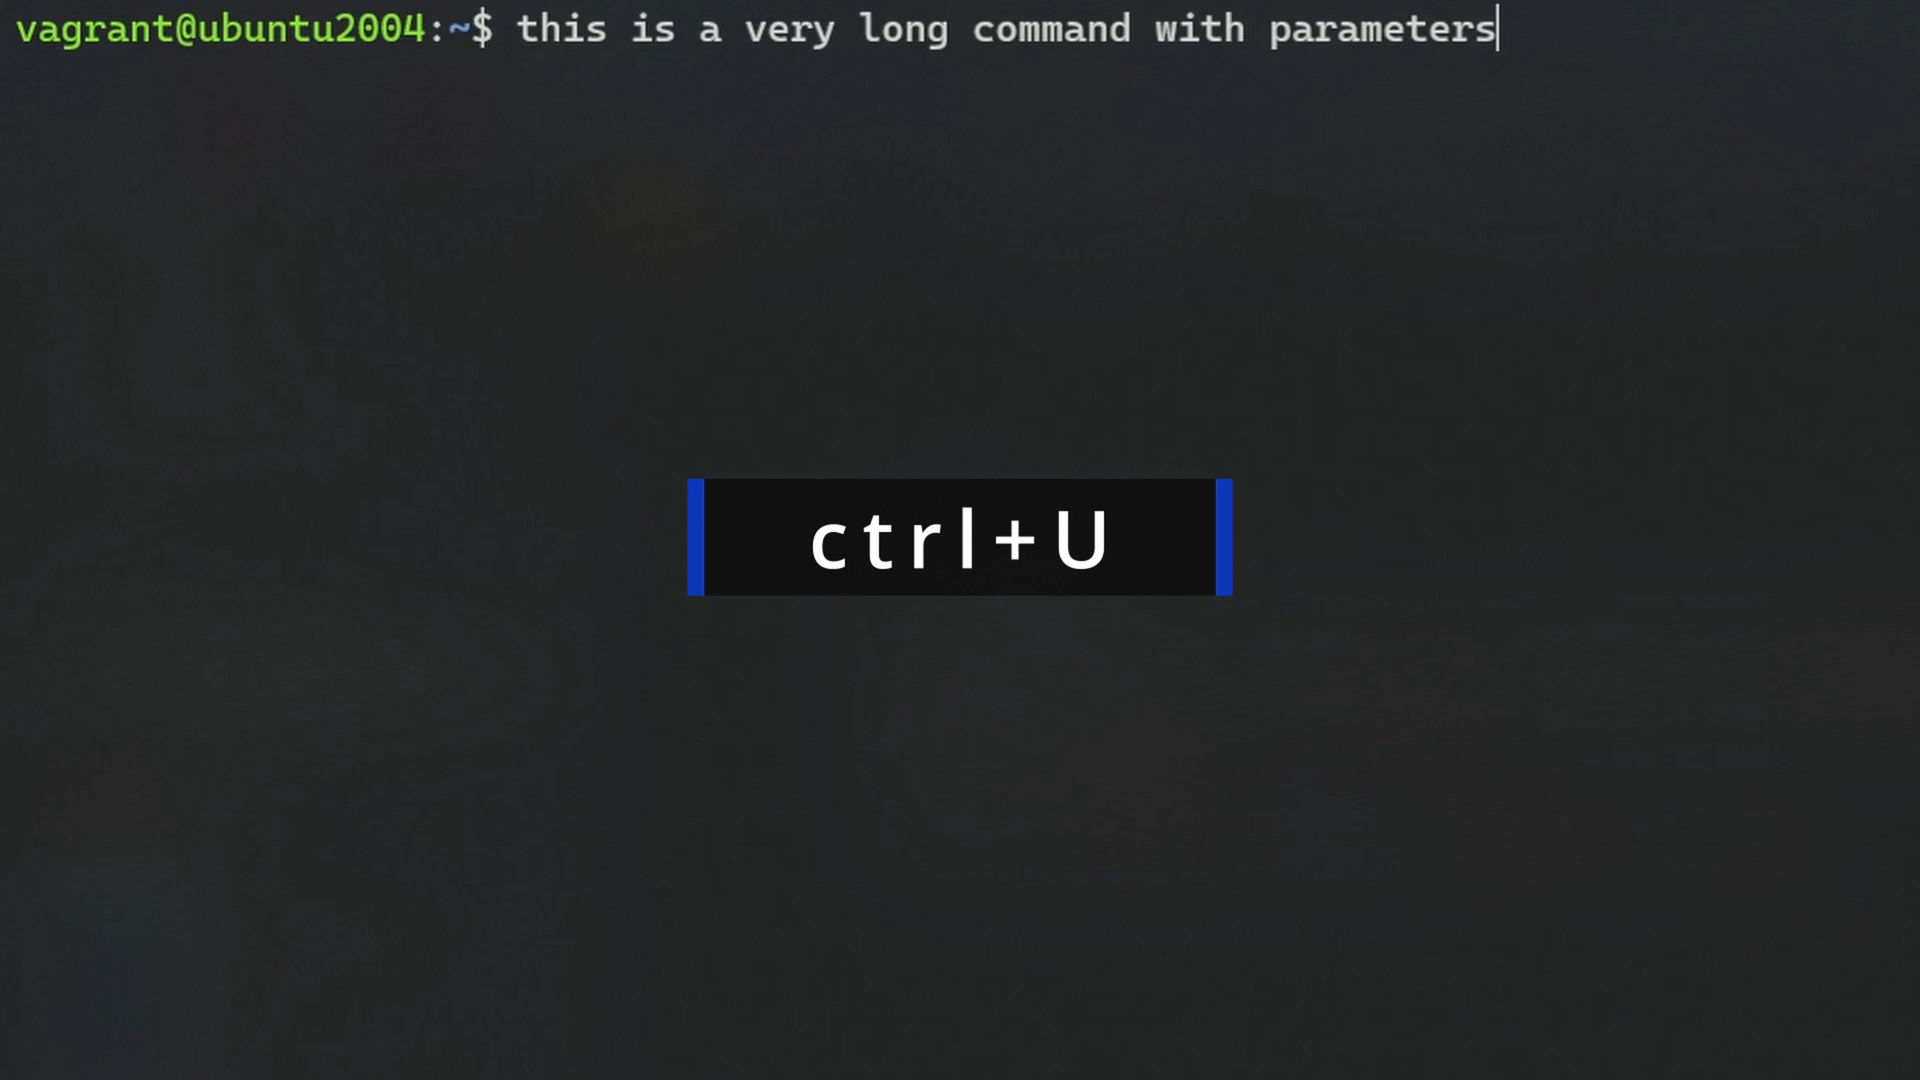 vagrant@ubuntu2004:~$ this is a very long command with parameters
ctrl+U